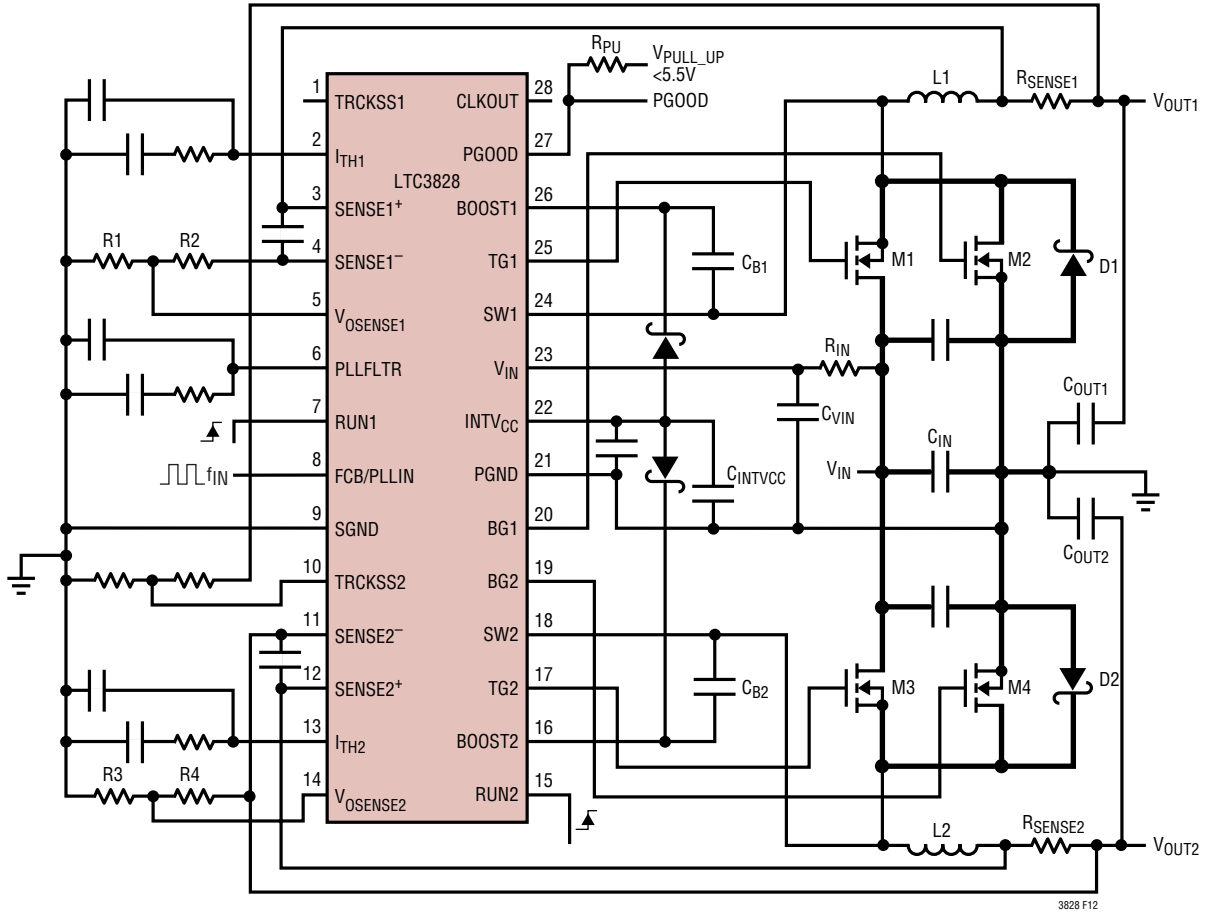 R_PU
V_PULL_UP
<5.5V
PGOOD
L1
R_SENSE1
V_OUT1
LTC3828
1 TRCKSS1
2 I_TH1
3 SENSE1+
4 SENSE1–
5 V_OSENSE1
6 PLLFLTR
7 RUN1
8 FCB/PLLIN
9 SGND
10 TRCKSS2
11 SENSE2–
12 SENSE2+
13 I_TH2
14 V_OSENSE2
28 CLKOUT
27 PGOOD
26 BOOST1
25 TG1
24 SW1
23 V_IN
22 INTV_CC
21 PGND
20 BG1
19 BG2
18 SW2
17 TG2
16 BOOST2
15 RUN2
R1
R2
f_IN
R3
R4
C_B1
M1
M2
D1
R_IN
C_VIN
C_OUT1
C_INTVCC
V_IN
C_IN
C_OUT2
C_B2
M3
M4
D2
L2
R_SENSE2
V_OUT2
3828 F12